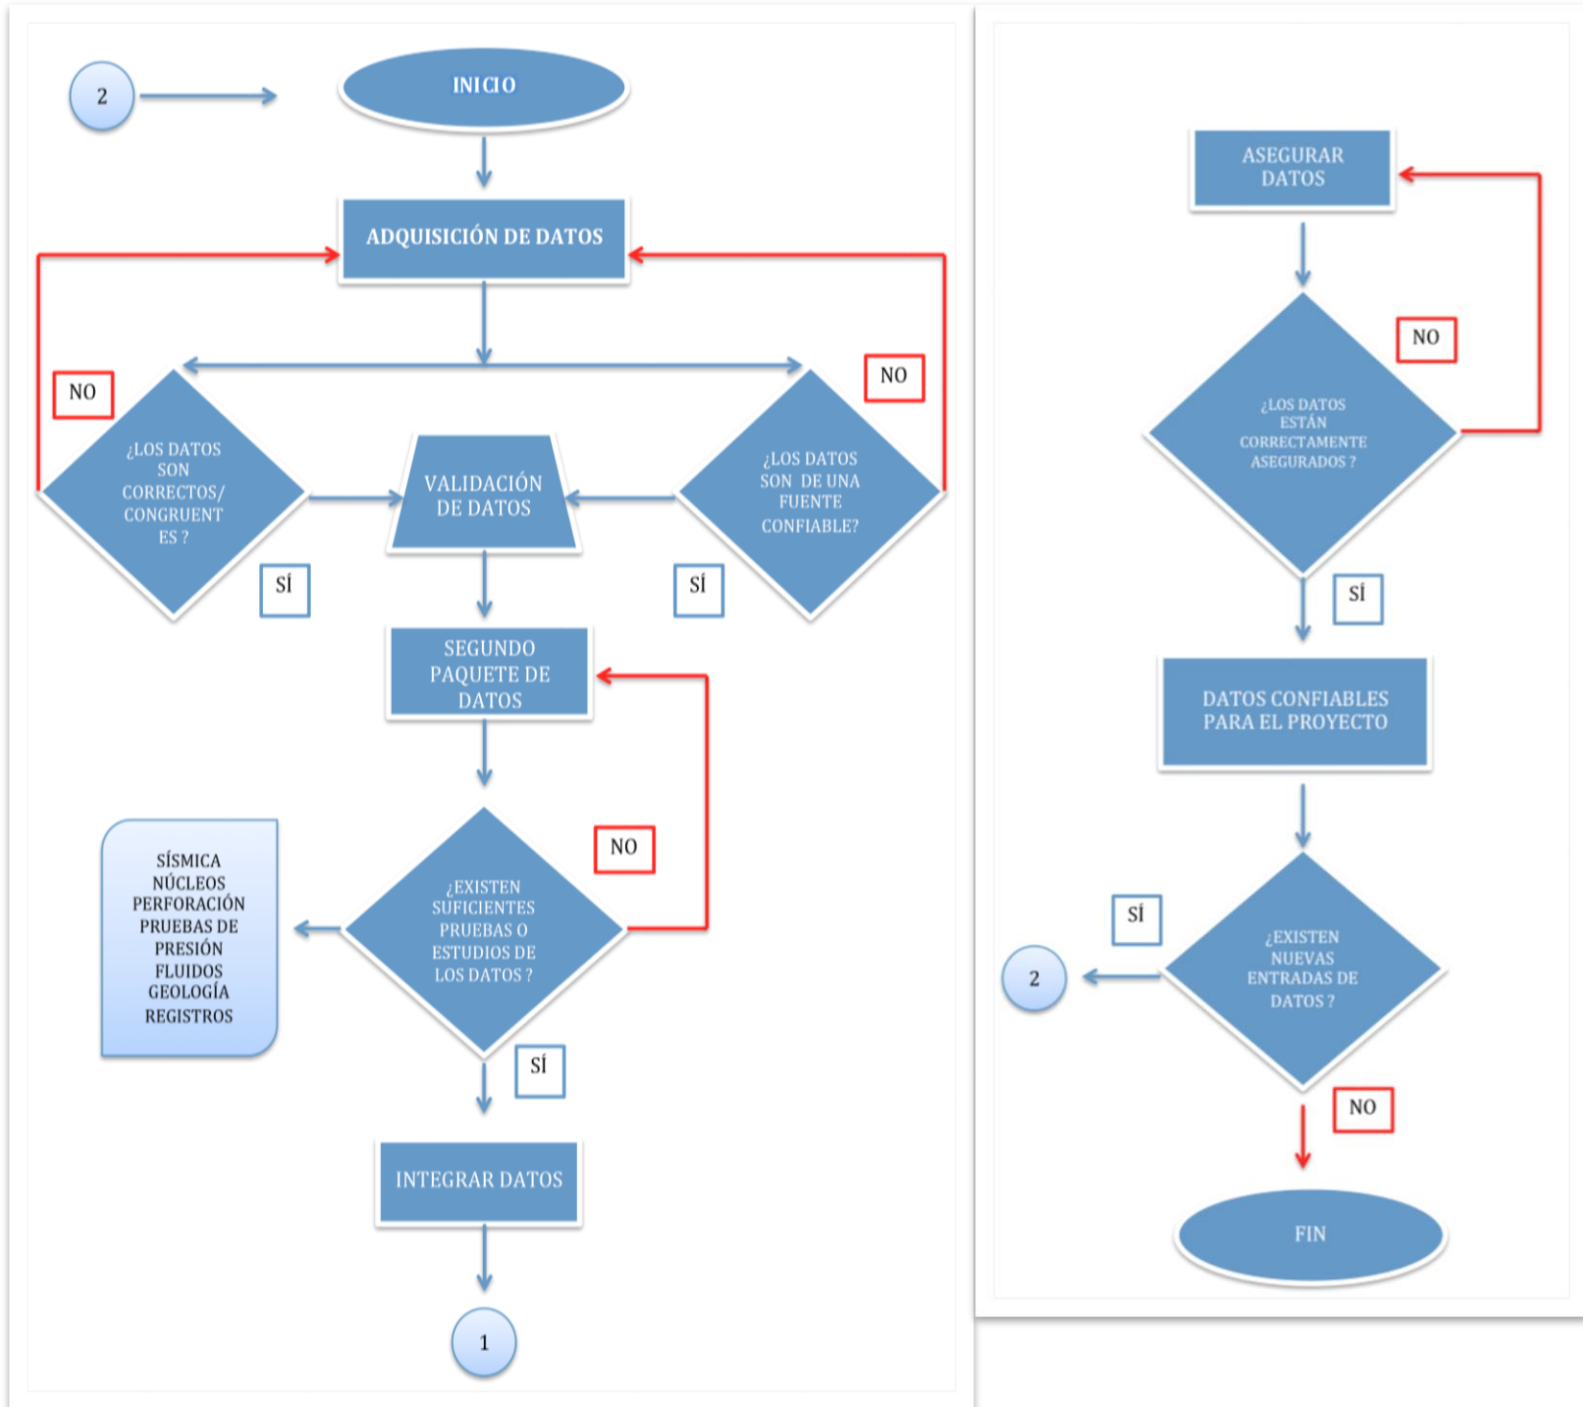 2
INICIO
ADQUISICIÓN DE DATOS
NO
NO
¿LOS DATOS
SON
CORRECTOS/
CONGRUENT
ES ?
VALIDACIÓN
DE DATOS
¿LOS DATOS
SON DE UNA
FUENTE
CONFIABLE?
SÍ
SÍ
SEGUNDO
PAQUETE DE
DATOS
NO
SÍSMICA
NÚCLEOS
PERFORACIÓN
PRUEBAS DE
PRESIÓN
FLUIDOS
GEOLOGÍA
REGISTROS
¿EXISTEN
SUFICIENTES
PRUEBAS O
ESTUDIOS DE
LOS DATOS ?
SÍ
INTEGRAR DATOS
1
ASEGURAR
DATOS
NO
¿LOS DATOS
ESTÁN
CORRECTAMENTE
ASEGURADOS ?
SÍ
DATOS CONFIABLES
PARA EL PROYECTO
SÍ
2
¿EXISTEN
NUEVAS
ENTRADAS DE
DATOS ?
NO
FIN